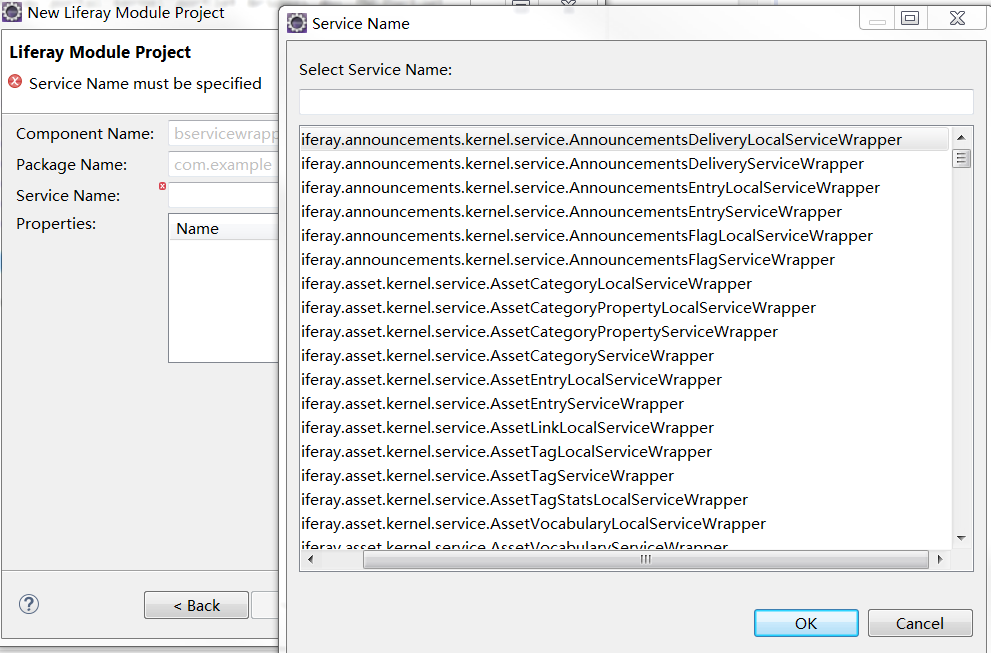 New Liferay Module Project
Liferay Module Project
Service Name must be specified
Component Name:
bservicewrapp
Package Name:
com.example
Service Name:
Properties:
Name
?
< Back
Service Name
Select Service Name:
iferay.announcements.kernel.service.AnnouncementsDeliveryLocalServiceWrapper
iferay.announcements.kernel.service.AnnouncementsDeliveryServiceWrapper
iferay.announcements.kernel.service.AnnouncementsEntryLocalServiceWrapper
iferay.announcements.kernel.service.AnnouncementsEntryServiceWrapper
iferay.announcements.kernel.service.AnnouncementsFlagLocalServiceWrapper
iferay.announcements.kernel.service.AnnouncementsFlagServiceWrapper
iferay.asset.kernel.service.AssetCategoryLocalServiceWrapper
iferay.asset.kernel.service.AssetCategoryPropertyLocalServiceWrapper
iferay.asset.kernel.service.AssetCategoryPropertyServiceWrapper
iferay.asset.kernel.service.AssetCategoryServiceWrapper
iferay.asset.kernel.service.AssetEntryLocalServiceWrapper
iferay.asset.kernel.service.AssetEntryServiceWrapper
iferay.asset.kernel.service.AssetLinkLocalServiceWrapper
iferay.asset.kernel.service.AssetTagLocalServiceWrapper
iferay.asset.kernel.service.AssetTagServiceWrapper
iferay.asset.kernel.service.AssetTagStatsLocalServiceWrapper
iferay.asset.kernel.service.AssetVocabularyLocalServiceWrapper
iferay.asset.kernel.service.AssetVocabularyServiceWrapper
OK
Cancel